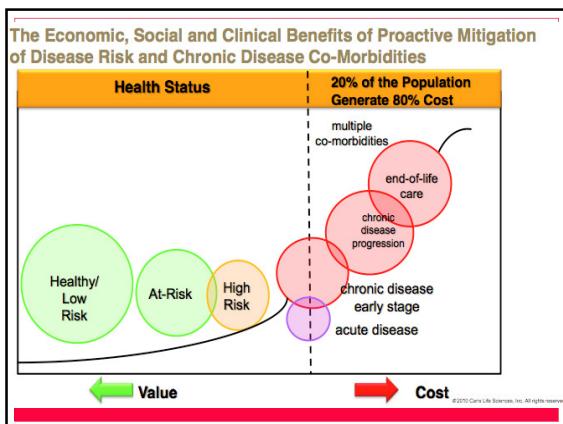 The Economic, Social and Clinical Benefits of Proactive Mitigation
of Disease Risk and Chronic Disease Co-Morbidities
Health Status
20% of the Population
Generate 80% Cost
multiple
co-morbidities
end-of-life
care
chronic
disease
progression
Healthy/
Low
Risk
At-Risk
High
Risk
chronic disease
early stage
acute disease
Value
Cost
©2010 Caris Life Sciences, Inc. All rights reserved